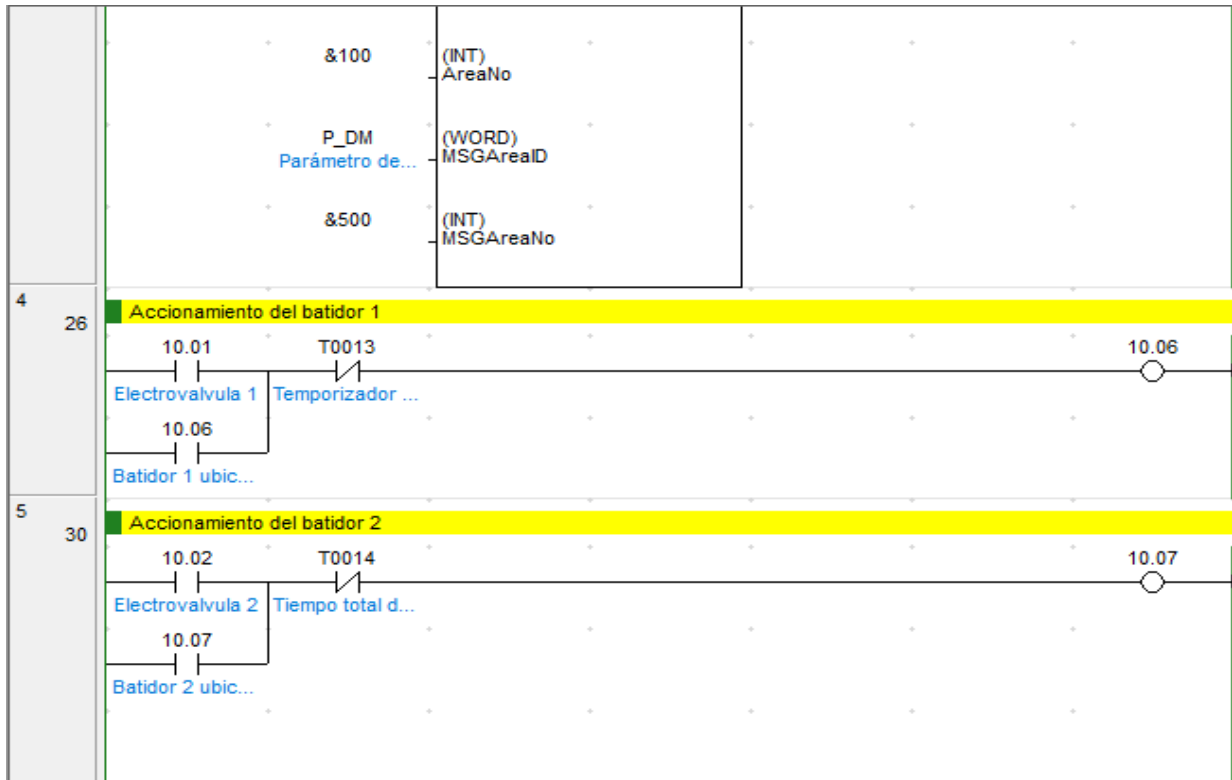 &100
(INT)
AreaNo
P_DM
(WORD)
Parámetro de...
MSGAreaID
&500
(INT)
MSGAreaNo
4
26
Accionamiento del batidor 1
10.01 T0013 10.06
Electrovalvula 1 Temporizador ...
10.06
Batidor 1 ubic...
5
30
Accionamiento del batidor 2
10.02 T0014 10.07
Electrovalvula 2 Tiempo total d...
10.07
Batidor 2 ubic...